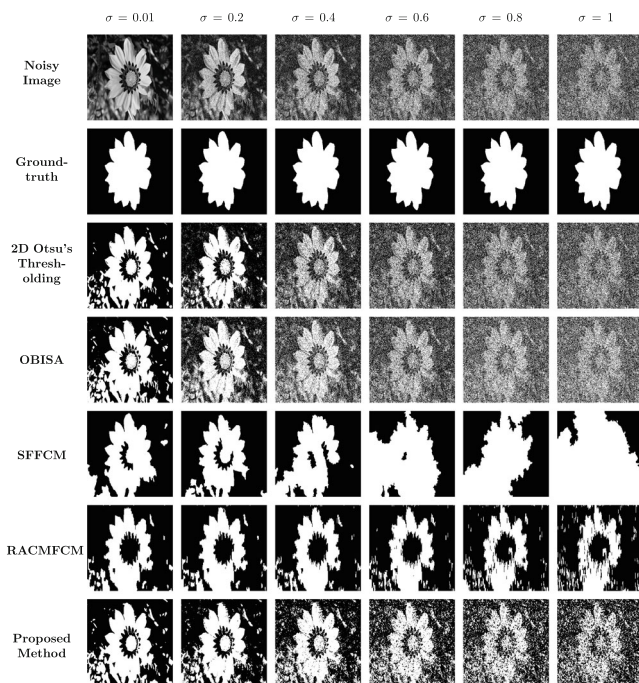 σ = 0.01 σ = 0.2 σ = 0.4 σ = 0.6 σ = 0.8 σ = 1
Noisy
Image
Ground-
truth
2D Otsu's
Thresh-
olding
OBISA
SFFCM
RACMFCM
Proposed
Method